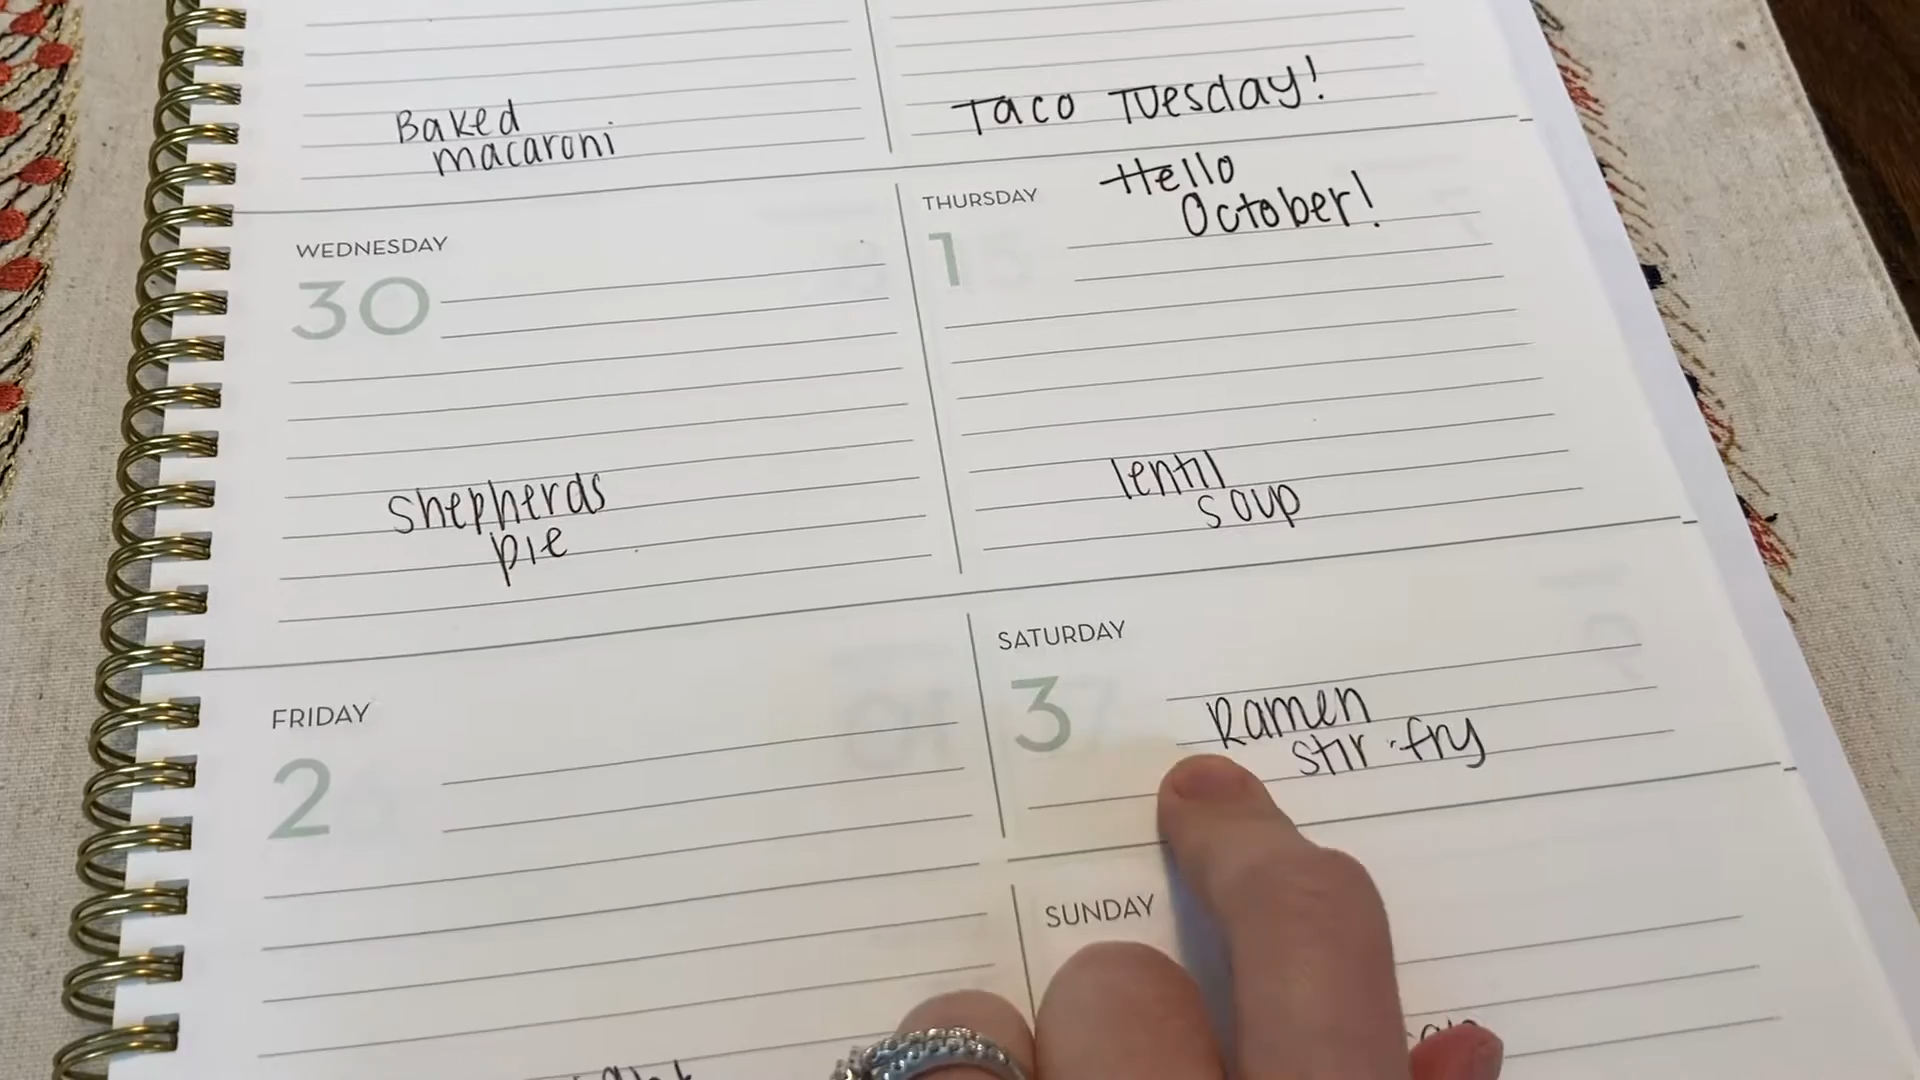 Baked
macaroni
Taco Tuesday!
WEDNESDAY
30
shepherds
pie
THURSDAY
1
Hello
October!
lentil
soup
FRIDAY
2
SATURDAY
3
Ramen
stir-fry
SUNDAY